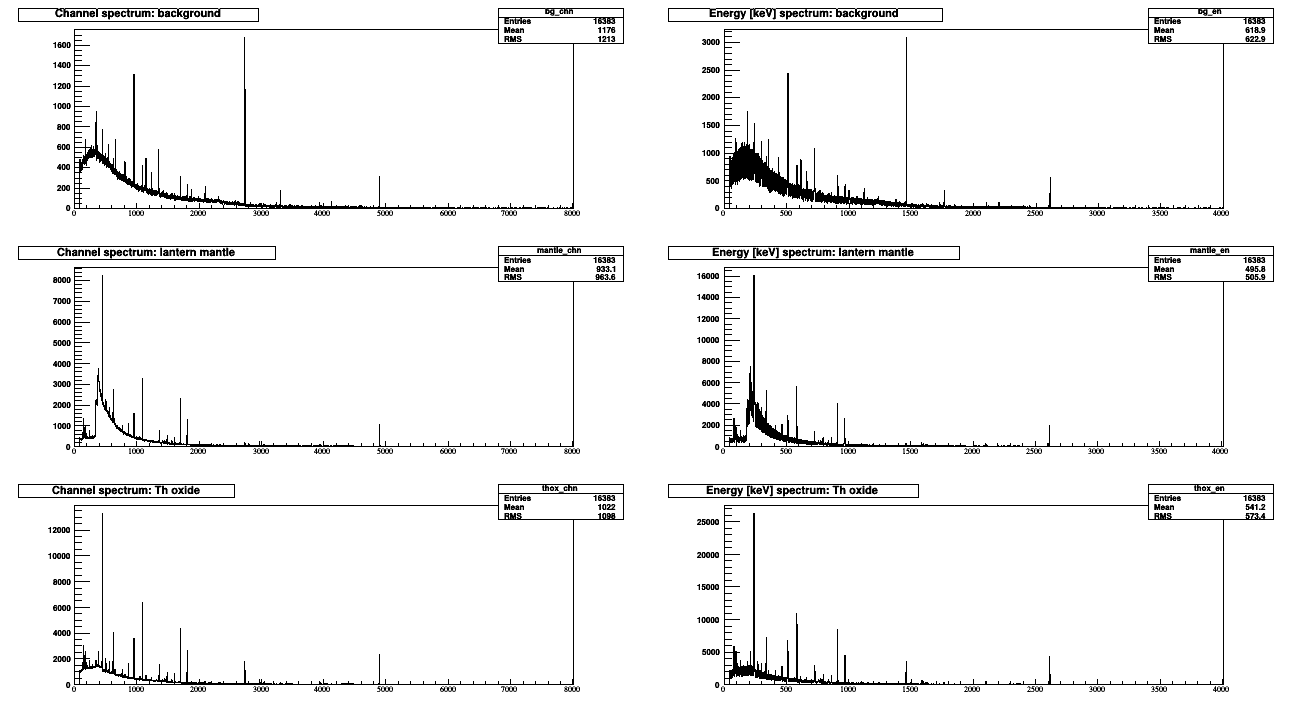 Channel spectrum: background
bg_chn
Entries 16383
Mean 1176
RMS 1213
1600
1400
1200
1000
800
600
400
200
0
0 1000 2000 3000 4000 5000 6000 7000 8000
Energy [keV] spectrum: background
bg_en
Entries 16383
Mean 618.9
RMS 622.9
3000
2500
2000
1500
1000
500
0
0 500 1000 1500 2000 2500 3000 3500 4000
Channel spectrum: lantern mantle
mantle_chn
Entries 16383
Mean 933.1
RMS 963.6
8000
7000
6000
5000
4000
3000
2000
1000
0
0 1000 2000 3000 4000 5000 6000 7000 8000
Energy [keV] spectrum: lantern mantle
mantle_en
Entries 16383
Mean 495.8
RMS 505.9
16000
14000
12000
10000
8000
6000
4000
2000
0
0 500 1000 1500 2000 2500 3000 3500 4000
Channel spectrum: Th oxide
thox_chn
Entries 16383
Mean 1022
RMS 1098
12000
10000
8000
6000
4000
2000
0
0 1000 2000 3000 4000 5000 6000 7000 8000
Energy [keV] spectrum: Th oxide
thox_en
Entries 16383
Mean 541.2
RMS 573.4
25000
20000
15000
10000
5000
0
0 500 1000 1500 2000 2500 3000 3500 4000